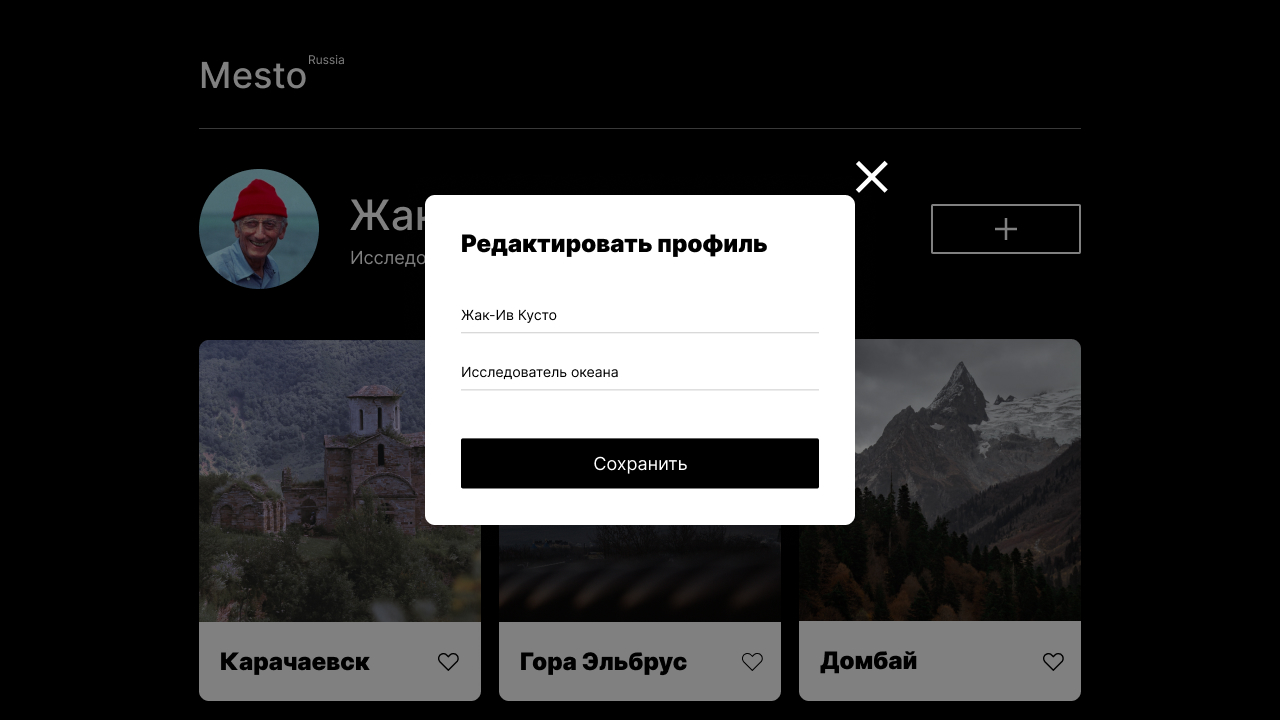 Mesto Russia
Жак
Исследо
Редактировать профиль
Жак-Ив Кусто
Исследователь океана
Сохранить
Карачаевск
Гора Эльбрус
Домбай